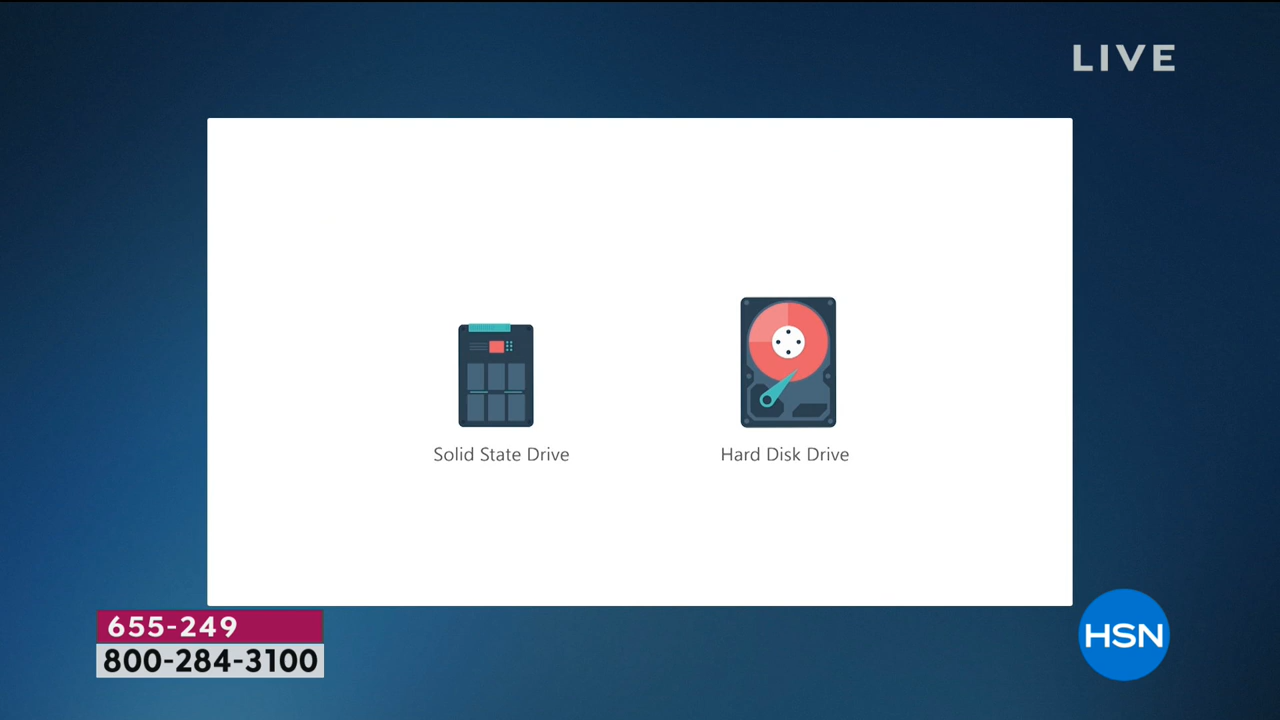 LIVE
Solid State Drive
Hard Disk Drive
655-249
800-284-3100
HSN